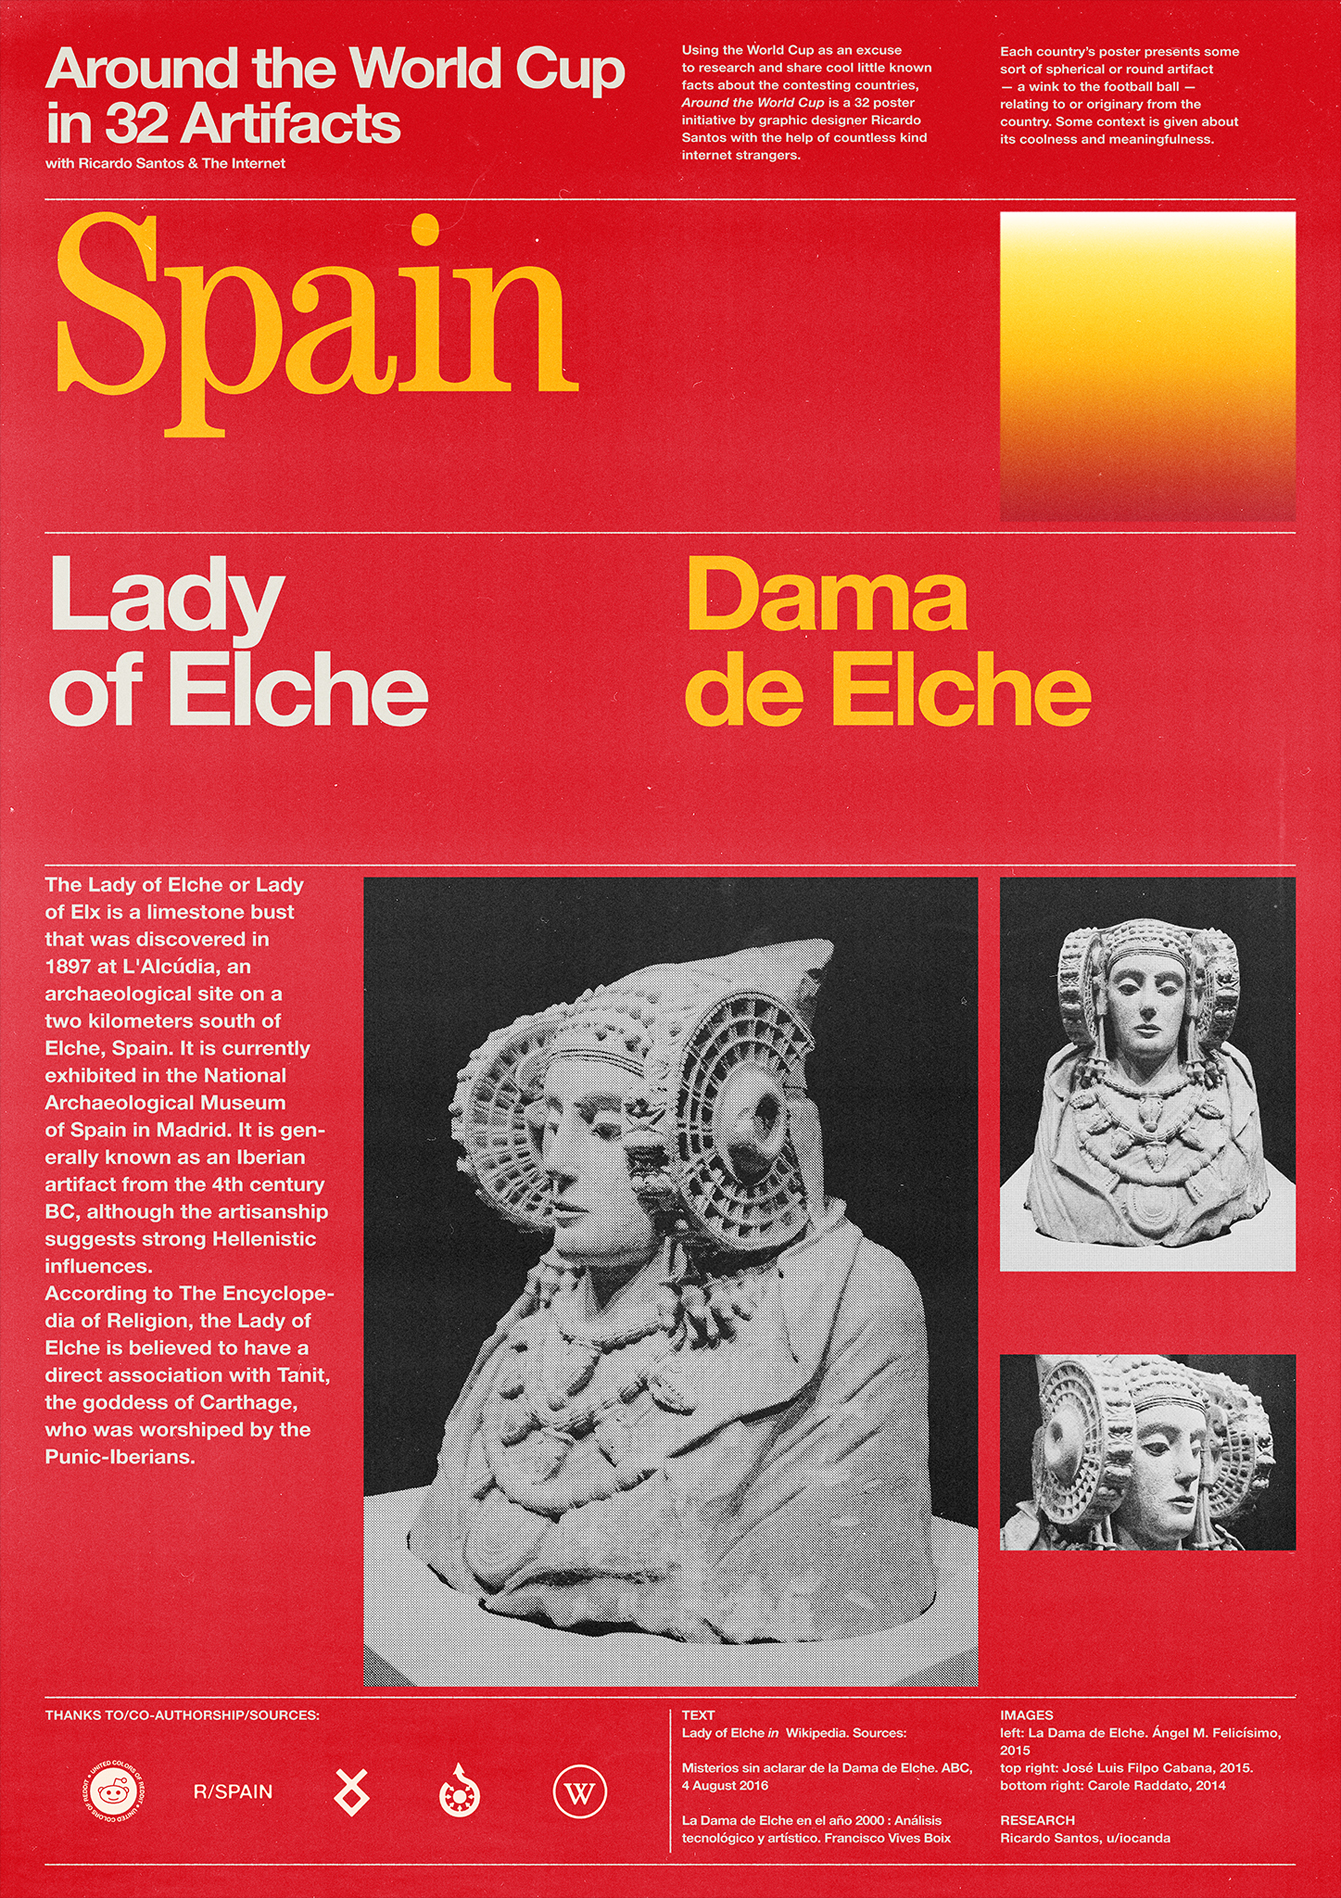 Around the World Cup
in 32 Artifacts
with Ricardo Santos & The Internet
Using the World Cup as an excuse
to research and share cool little known
facts about the contesting countries,
Around the World Cup is a 32 poster
initiative by graphic designer Ricardo
Santos with the help of countless kind
internet strangers.
Each country's poster presents some
sort of spherical or round artifact
— a wink to the football ball —
relating to or originary from the
country. Some context is given about
its coolness and meaningfulness.
Spain
Lady
of Elche
Dama
de Elche
The Lady of Elche or Lady
of Elx is a limestone bust
that was discovered in
1897 at L'Alcúdia, an
archaeological site on a
two kilometers south of
Elche, Spain. It is currently
exhibited in the National
Archaeological Museum
of Spain in Madrid. It is gen-
erally known as an Iberian
artifact from the 4th century
BC, although the artisanship
suggests strong Hellenistic
influences.
According to The Encyclope-
dia of Religion, the Lady of
Elche is believed to have a
direct association with Tanit,
the goddess of Carthage,
who was worshiped by the
Punic-Iberians.
THANKS TO/CO-AUTHORSHIP/SOURCES:
UNITED COLORS OF REDDIT • UNITED COLORS OF REDDIT •
R/SPAIN
W
TEXT
Lady of Elche in Wikipedia. Sources:
Misterios sin aclarar de la Dama de Elche. ABC,
4 August 2016
La Dama de Elche en el año 2000 : Análisis
tecnológico y artístico. Francisco Vives Boix
IMAGES
left: La Dama de Elche. Ángel M. Felicísimo,
2015
top right: José Luis Filpo Cabana, 2015.
bottom right: Carole Raddato, 2014
RESEARCH
Ricardo Santos, u/iocanda